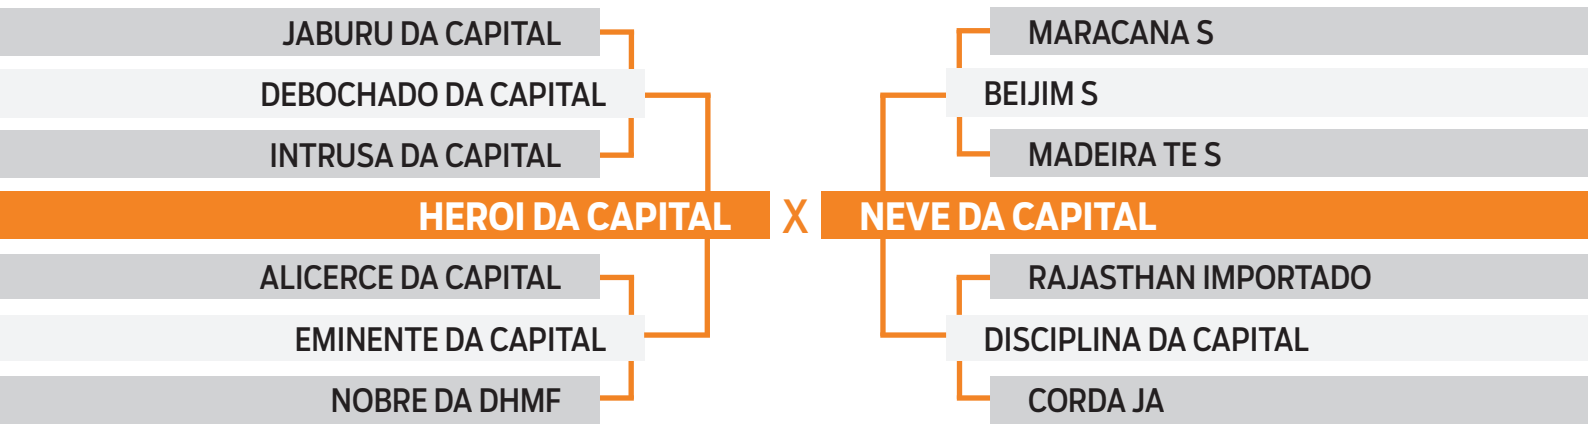 JABURU DA CAPITAL
DEBOCHADO DA CAPITAL
INTRUSA DA CAPITAL
HEROI DA CAPITAL X NEVE DA CAPITAL
ALICERCE DA CAPITAL
EMINENTE DA CAPITAL
NOBRE DA DHMF
MARACANA S
BEIJIM S
MADEIRA TE S
RAJASTHAN IMPORTADO
DISCIPLINA DA CAPITAL
CORDA JA